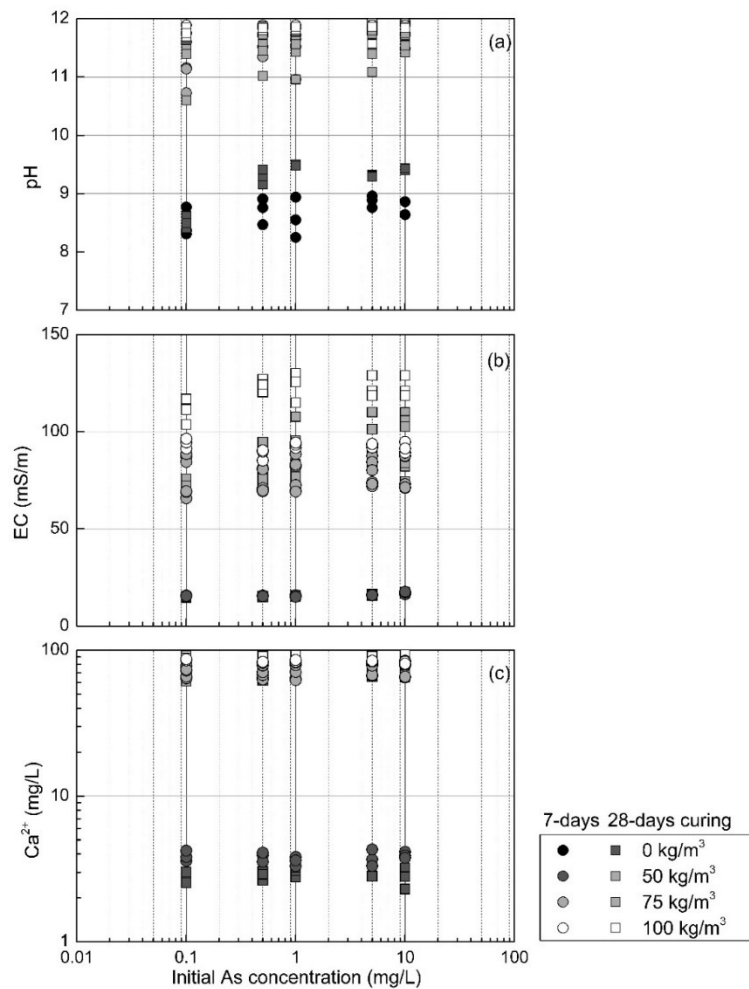 (a)
12
11
10
9
8
7
pH
(b)
150
100
50
0
EC (mS/m)
(c)
100
10
1
Ca²⁺ (mg/L)
0.01 0.1 1 10 100
Initial As concentration (mg/L)
7-days 28-days curing
0 kg/m³
50 kg/m³
75 kg/m³
100 kg/m³